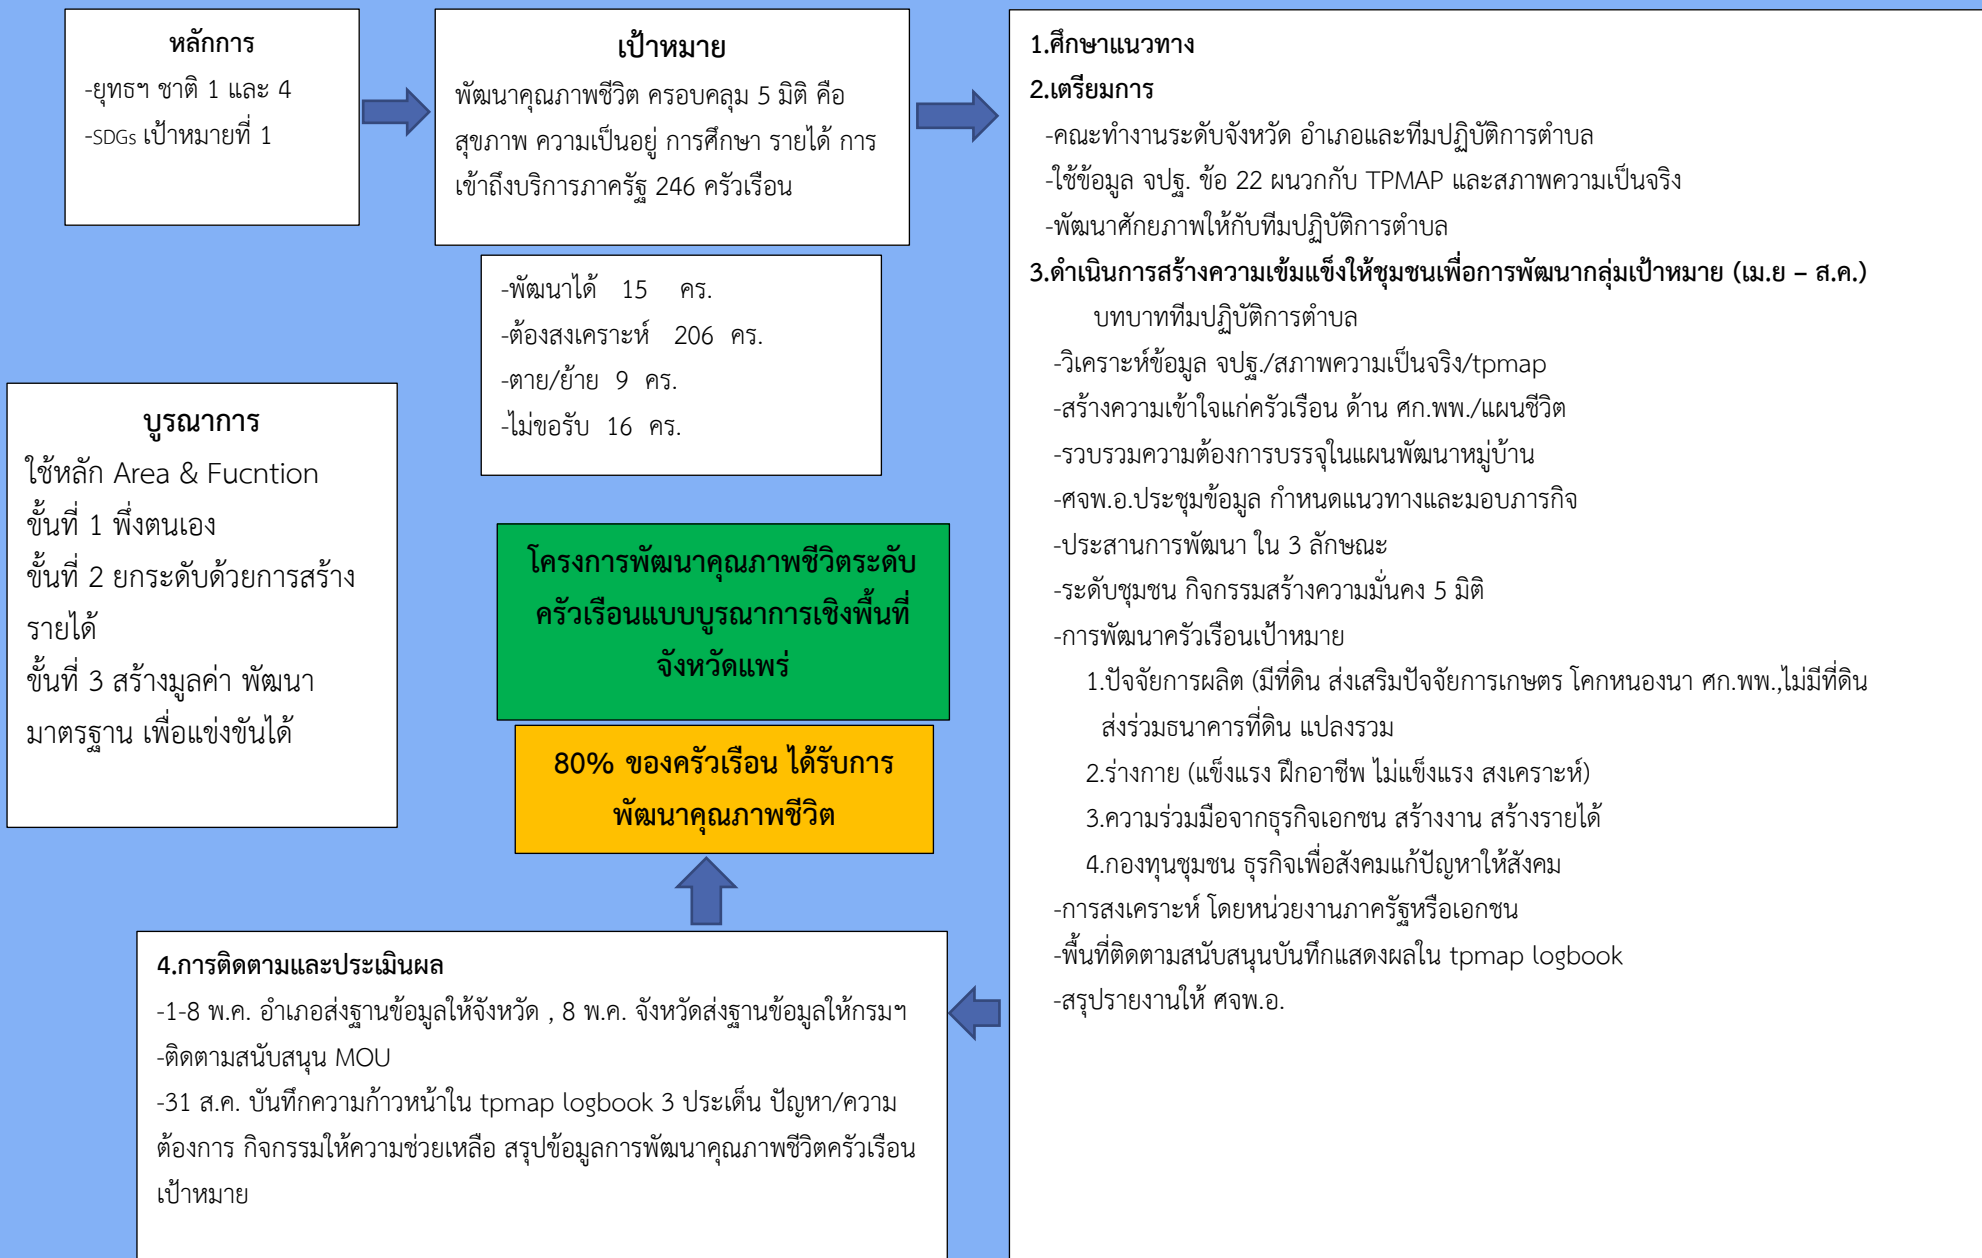 หลักการ
-ยุทธฯ ชาติ 1 และ 4
-SDGs เป้าหมายที่ 1
เป้าหมาย
พัฒนาคุณภาพชีวิต ครอบคลุม 5 มิติ คือ
สุขภาพ ความเป็นอยู่ การศึกษา รายได้ การ
เข้าถึงบริการภาครัฐ 246 ครัวเรือน
-พัฒนาได้ 15 คร.
-ต้องสงเคราะห์ 206 คร.
-ตาย/ย้าย 9 คร.
-ไม่ขอรับ 16 คร.
บูรณาการ
ใช้หลัก Area & Fucntion
ขั้นที่ 1 พึ่งตนเอง
ขั้นที่ 2 ยกระดับด้วยการสร้าง
รายได้
ขั้นที่ 3 สร้างมูลค่า พัฒนา
มาตรฐาน เพื่อแข่งขันได้
โครงการพัฒนาคุณภาพชีวิตระดับ
ครัวเรือนแบบบูรณาการเชิงพื้นที่
จังหวัดแพร่
80% ของครัวเรือน ได้รับการ
พัฒนาคุณภาพชีวิต
1.ศึกษาแนวทาง
2.เตรียมการ
-คณะทำงานระดับจังหวัด อำเภอและทีมปฏิบัติการตำบล
-ใช้ข้อมูล จปฐ. ข้อ 22 ผนวกกับ TPMAP และสภาพความเป็นจริง
-พัฒนาศักยภาพให้กับทีมปฏิบัติการตำบล
3.ดำเนินการสร้างความเข้มแข็งให้ชุมชนเพื่อการพัฒนากลุ่มเป้าหมาย (เม.ย – ส.ค.)
บทบาททีมปฏิบัติการตำบล
-วิเคราะห์ข้อมูล จปฐ./สภาพความเป็นจริง/tpmap
-สร้างความเข้าใจแก่ครัวเรือน ด้าน ศก.พพ./แผนชีวิต
-รวบรวมความต้องการบรรจุในแผนพัฒนาหมู่บ้าน
-ศจพ.อ.ประชุมข้อมูล กำหนดแนวทางและมอบภารกิจ
-ประสานการพัฒนา ใน 3 ลักษณะ
-ระดับชุมชน กิจกรรมสร้างความมั่นคง 5 มิติ
-การพัฒนาครัวเรือนเป้าหมาย
1.ปัจจัยการผลิต (มีที่ดิน ส่งเสริมปัจจัยการเกษตร โคกหนองนา ศก.พพ.,ไม่มีที่ดิน
ส่งร่วมธนาคารที่ดิน แปลงรวม
2.ร่างกาย (แข็งแรง ฝึกอาชีพ ไม่แข็งแรง สงเคราะห์)
3.ความร่วมมือจากธุรกิจเอกชน สร้างงาน สร้างรายได้
4.กองทุนชุมชน ธุรกิจเพื่อสังคมแก้ปัญหาให้สังคม
-การสงเคราะห์ โดยหน่วยงานภาครัฐหรือเอกชน
-พื้นที่ติดตามสนับสนุนบันทึกแสดงผลใน tpmap logbook
-สรุปรายงานให้ ศจพ.อ.
4.การติดตามและประเมินผล
-1-8 พ.ค. อำเภอส่งฐานข้อมูลให้จังหวัด , 8 พ.ค. จังหวัดส่งฐานข้อมูลให้กรมฯ
-ติดตามสนับสนุน MOU
-31 ส.ค. บันทึกความก้าวหน้าใน tpmap logbook 3 ประเด็น ปัญหา/ความ
ต้องการ กิจกรรมให้ความช่วยเหลือ สรุปข้อมูลการพัฒนาคุณภาพชีวิตครัวเรือน
เป้าหมาย